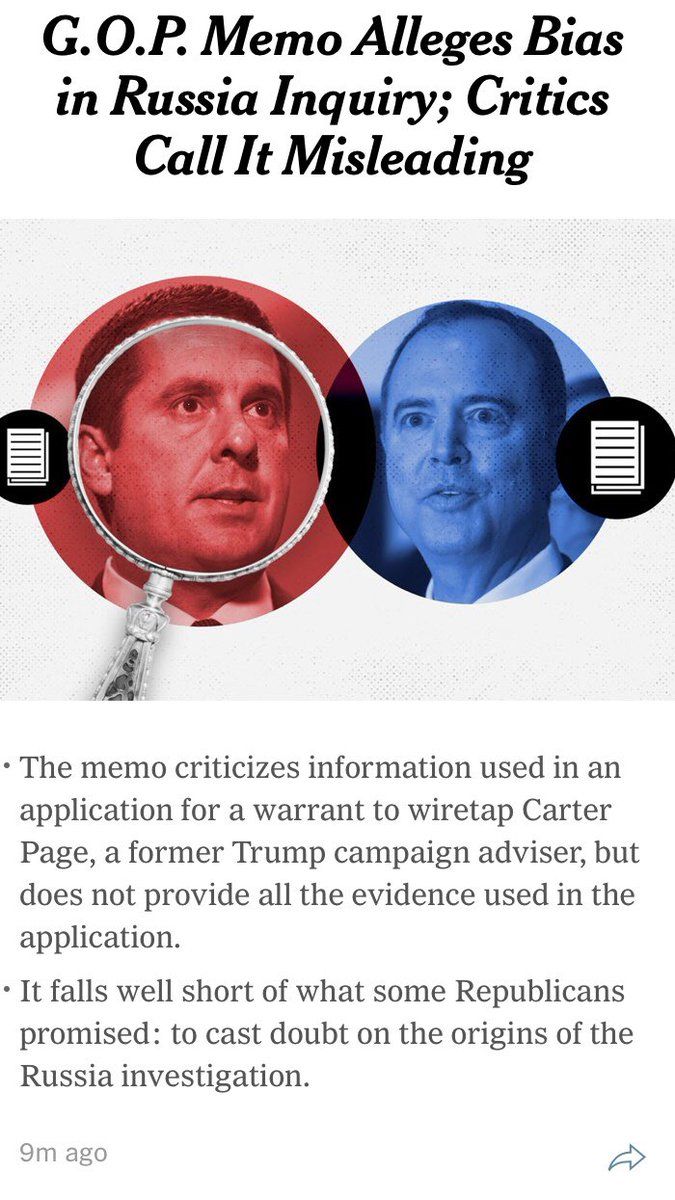 G.O.P. Memo Alleges Bias
in Russia Inquiry; Critics
Call It Misleading
• The memo criticizes information used in an
application for a warrant to wiretap Carter
Page, a former Trump campaign adviser, but
does not provide all the evidence used in the
application.
• It falls well short of what some Republicans
promised: to cast doubt on the origins of the
Russia investigation.
9m ago